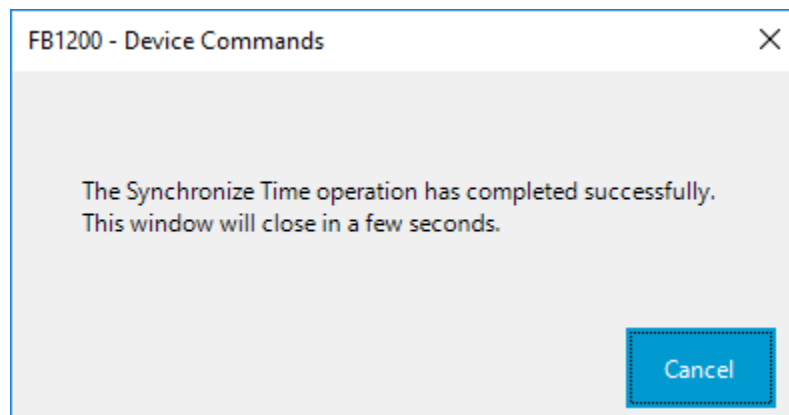 FB1200 - Device Commands
The Synchronize Time operation has completed successfully.
This window will close in a few seconds.
Cancel